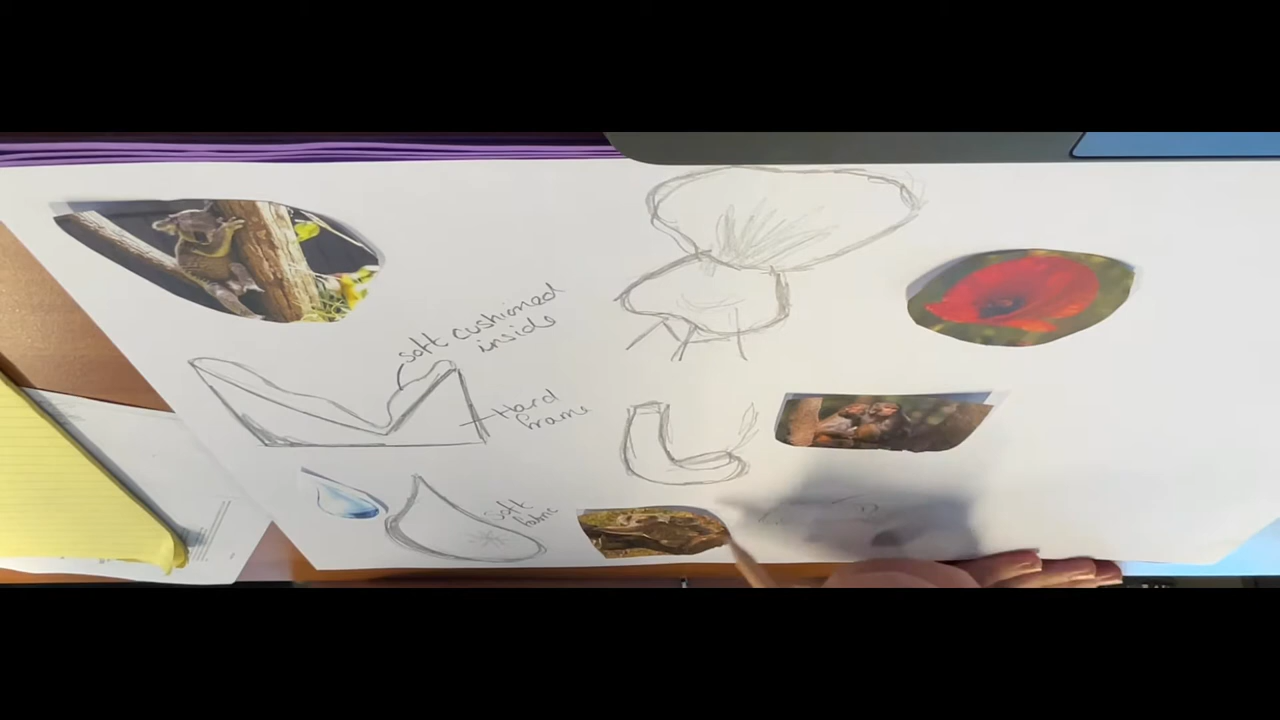 soft cushioned
inside
Hard
frame
soft
fabric